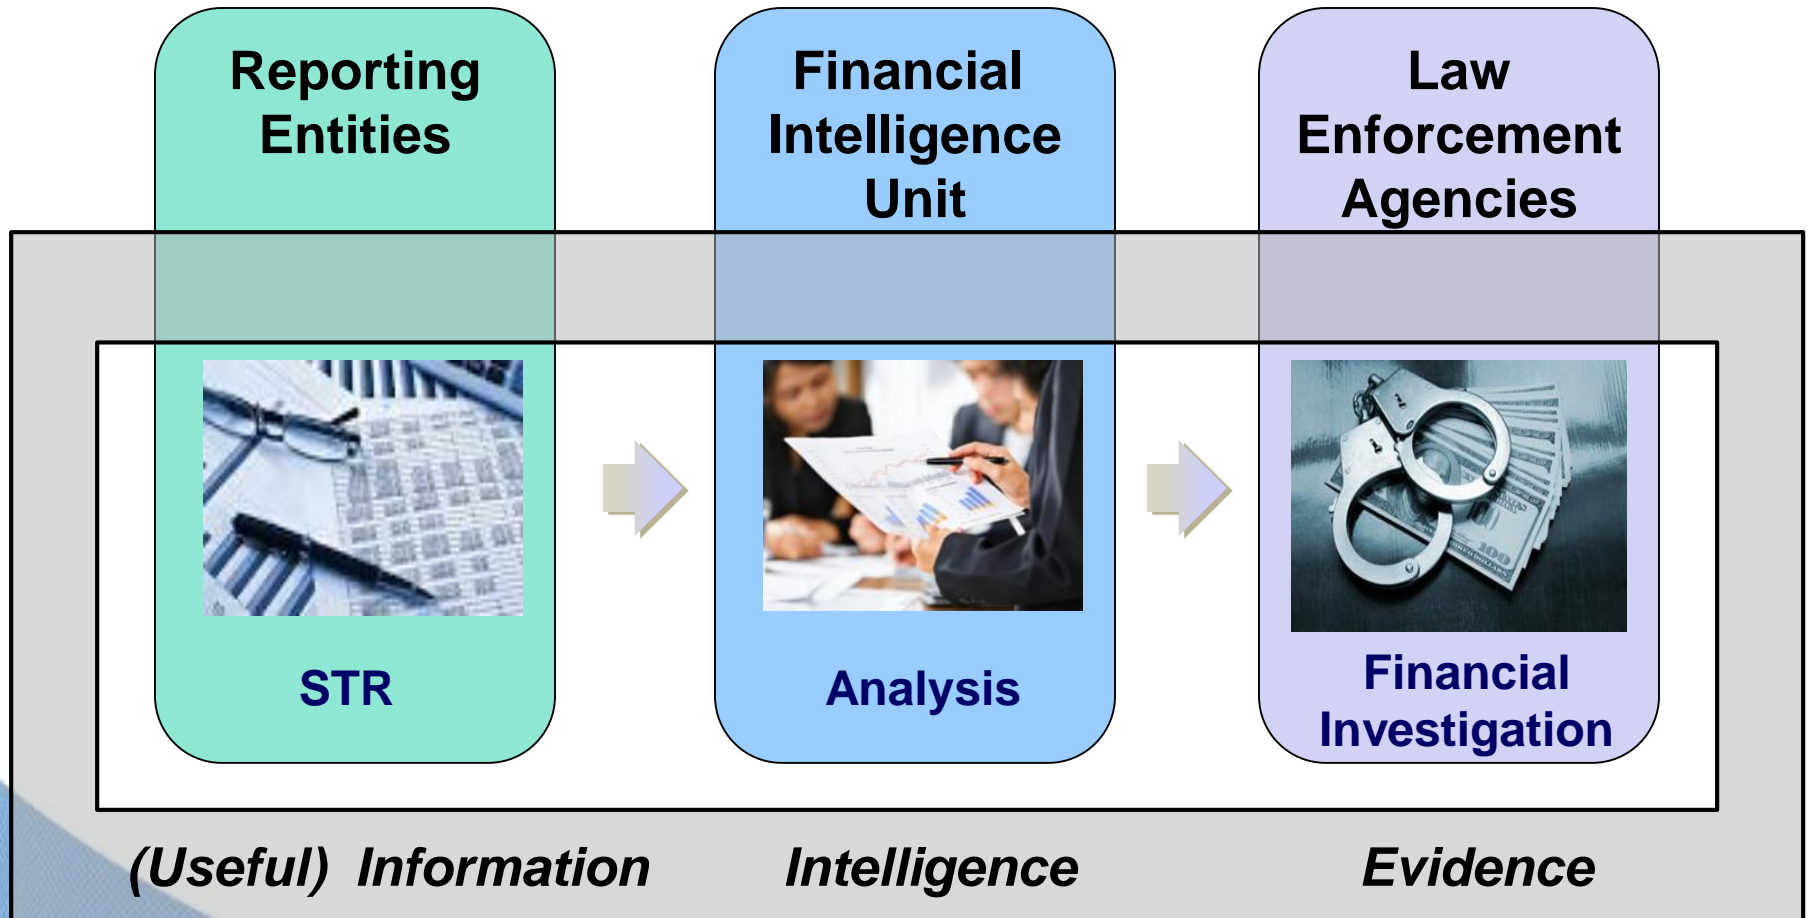 Reporting
Entities
Financial
Intelligence
Unit
Law
Enforcement
Agencies
STR
Analysis
Financial
Investigation
(Useful) Information
Intelligence
Evidence